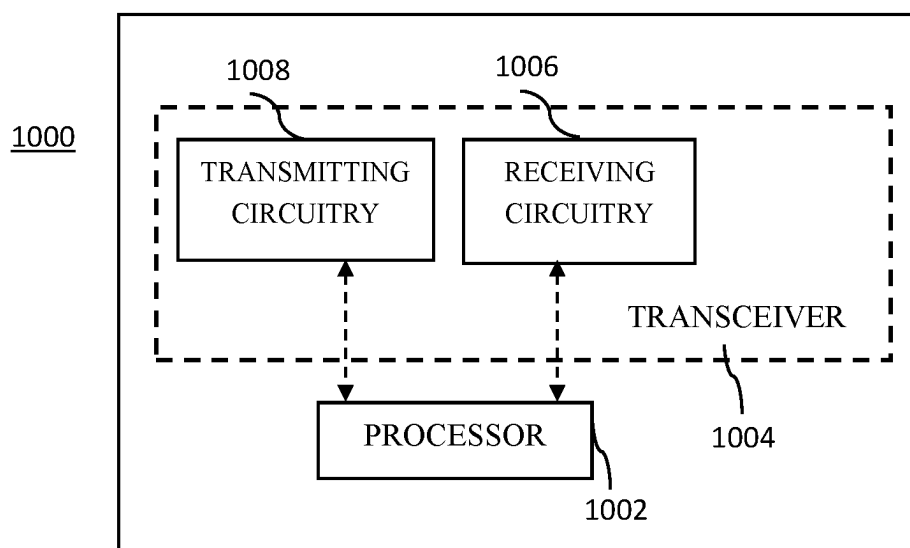 1008
1006
1000
TRANSMITTING
CIRCUITRY
RECEIVING
CIRCUITRY
TRANSCEIVER
PROCESSOR
1004
1002